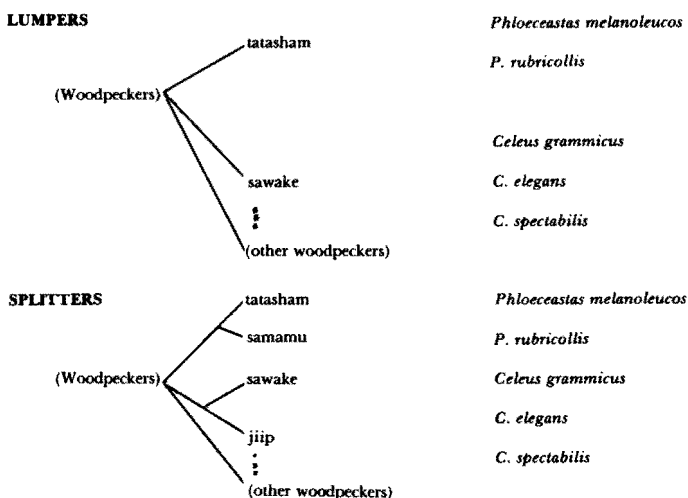 LUMPERS
tatasham
(Woodpeckers)
sawake
(other woodpeckers)
Phloeceastas melanoleucos
P. rubricollis
Celeus grammicus
C. elegans
C. spectabilis
SPLITTERS
tatasham
samamu
(Woodpeckers)
sawake
jiip
(other woodpeckers)
Phloeceastas melanoleucos
P. rubricollis
Celeus grammicus
C. elegans
C. spectabilis